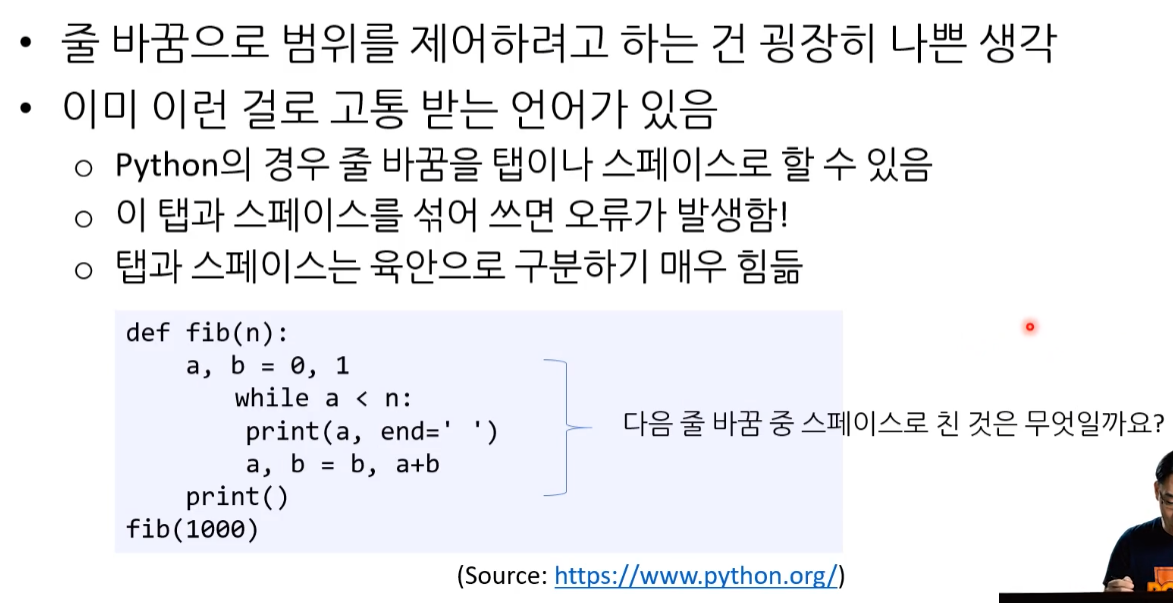 • 줄 바꿈으로 범위를 제어하려고 하는 건 굉장히 나쁜 생각
• 이미 이런 걸로 고통 받는 언어가 있음
o Python의 경우 줄 바꿈을 탭이나 스페이스로 할 수 있음
o 이 탭과 스페이스를 섞어 쓰면 오류가 발생함!
o 탭과 스페이스는 육안으로 구분하기 매우 힘듦
def fib(n):
    a, b = 0, 1
       while a < n:
        print(a, end=' ')
        a, b = b, a+b
    print()
fib(1000)
다음 줄 바꿈 중 스페이스로 친 것은 무엇일까요?
(Source: https://www.python.org/)